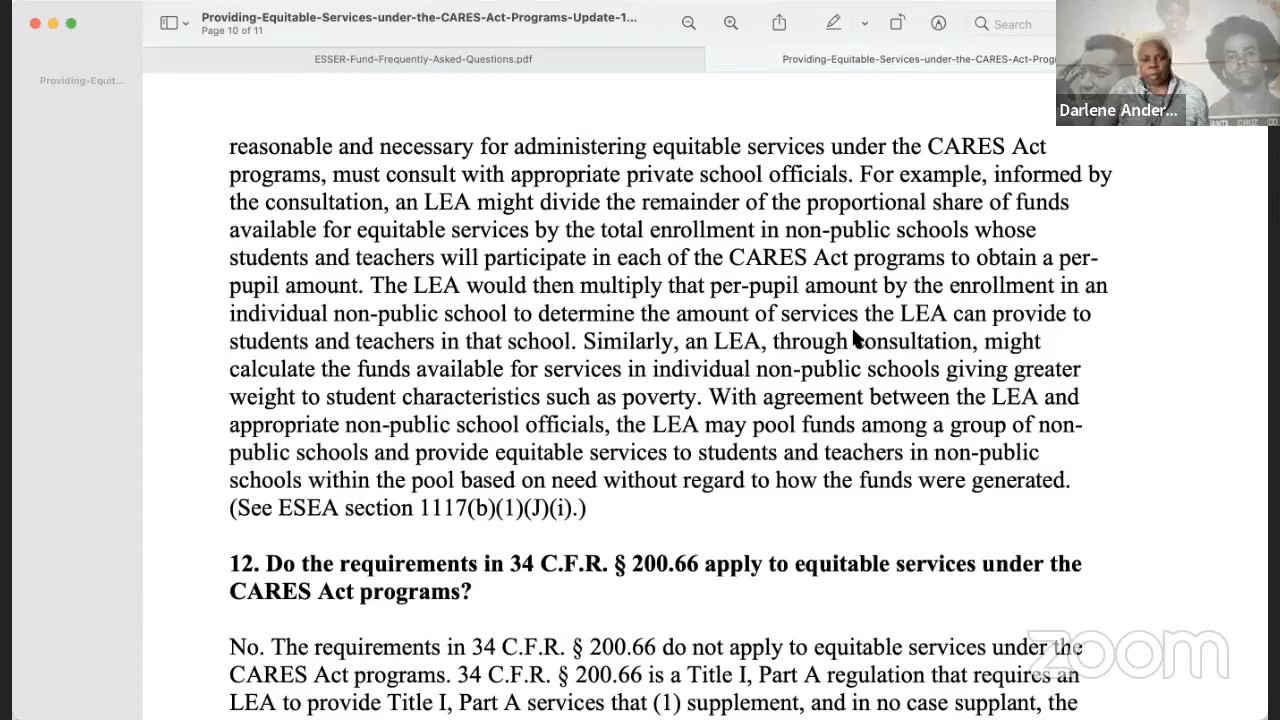 Providing-Equitable-Services-under-the-CARES-Act-Programs-Update-1...
Page 10 of 11
Search
ESSER-Fund-Frequently-Asked-Questions.pdf
Providing-Equitable-Services-under-the-CARES-Act-Prog
Providing-Equit...
Darlene Ander...
reasonable and necessary for administering equitable services under the CARES Act
programs, must consult with appropriate private school officials. For example, informed by
the consultation, an LEA might divide the remainder of the proportional share of funds
available for equitable services by the total enrollment in non-public schools whose
students and teachers will participate in each of the CARES Act programs to obtain a per-
pupil amount. The LEA would then multiply that per-pupil amount by the enrollment in an
individual non-public school to determine the amount of services the LEA can provide to
students and teachers in that school. Similarly, an LEA, through consultation, might
calculate the funds available for services in individual non-public schools giving greater
weight to student characteristics such as poverty. With agreement between the LEA and
appropriate non-public school officials, the LEA may pool funds among a group of non-
public schools and provide equitable services to students and teachers in non-public
schools within the pool based on need without regard to how the funds were generated.
(See ESEA section 1117(b)(1)(J)(i).)
12. Do the requirements in 34 C.F.R. § 200.66 apply to equitable services under the
CARES Act programs?
No. The requirements in 34 C.F.R. § 200.66 do not apply to equitable services under the
CARES Act programs. 34 C.F.R. § 200.66 is a Title I, Part A regulation that requires an
LEA to provide Title I, Part A services that (1) supplement, and in no case supplant, the
zoom